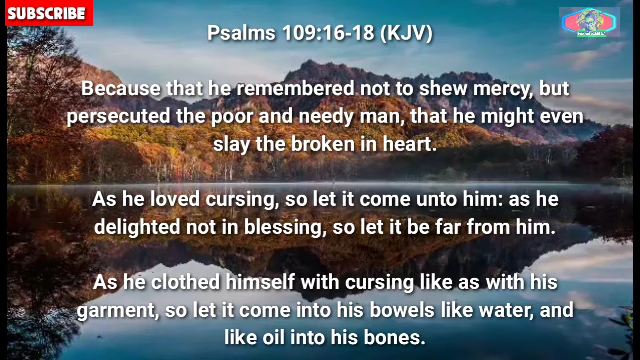 SUBSCRIBE
Psalms 109:16-18 (KJV)
Because that he remembered not to shew mercy, but
persecuted the poor and needy man, that he might even
slay the broken in heart.
As he loved cursing, so let it come unto him: as he
delighted not in blessing, so let it be far from him.
As he clothed himself with cursing like as with his
garment, so let it come into his bowels like water, and
like oil into his bones.